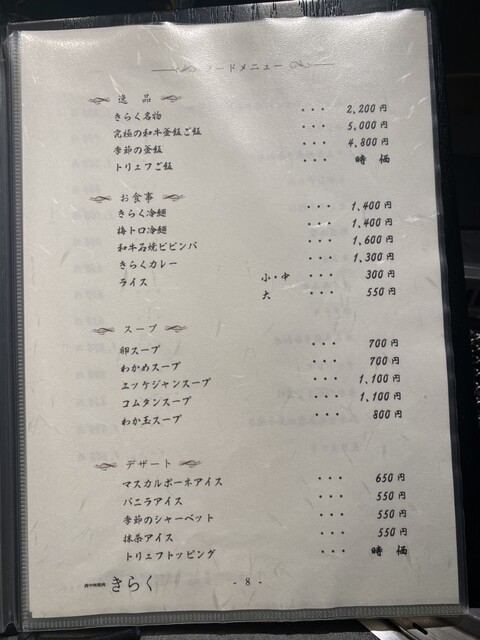 ードメニュー
逸品
きらく名物 ・・・ 2,200円
究極の和牛釜飯ご飯 ・・・ 5,000円
季節の釜飯 ・・・ 4,800円
トリュフご飯 ・・・ 時価
お食事
きらく冷麺 ・・・ 1,400円
梅トロ冷麺 ・・・ 1,400円
和牛石焼ビビンバ ・・・ 1,600円
きらくカレー ・・・ 1,300円
ライス 小・中 ・・・ 300円
大 ・・・ 550円
スープ
卵スープ ・・・ 700円
わかめスープ ・・・ 700円
ユッケジャンスープ ・・・ 1,100円
コムタンスープ ・・・ 1,100円
わか玉スープ ・・・ 800円
デザート
マスカルポーネアイス ・・・ 650円
バニラアイス ・・・ 550円
季節のシャーベット ・・・ 550円
抹茶アイス ・・・ 550円
トリュフトッピング ・・・ 時価
きらく
- 8 -